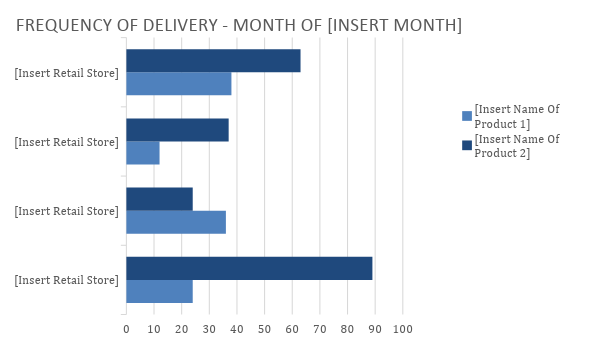 FREQUENCY OF DELIVERY - MONTH OF [INSERT MONTH]
[Insert Retail Store]
[Insert Retail Store]
[Insert Retail Store]
[Insert Retail Store]
0 10 20 30 40 50 60 70 80 90 100
[Insert Name Of
Product 1]
[Insert Name Of
Product 2]